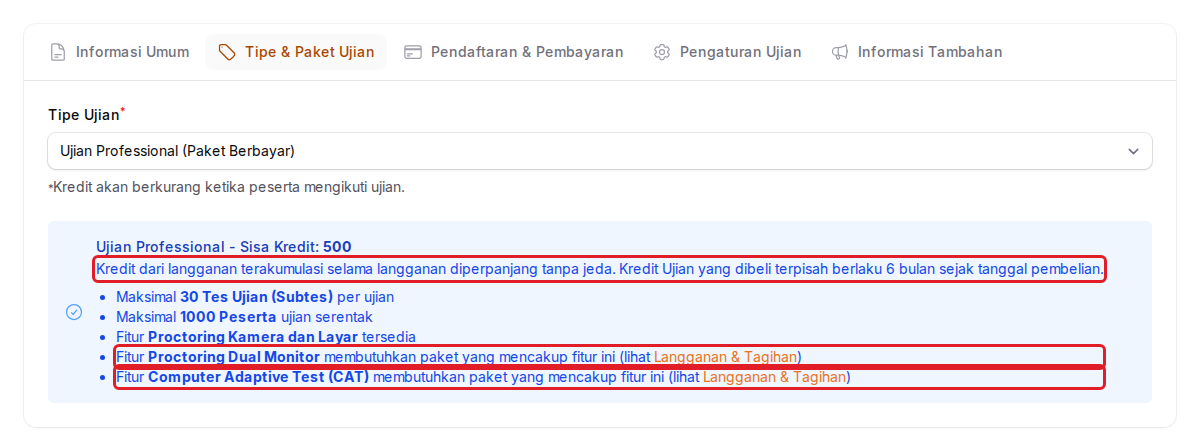 Informasi Umum
Tipe & Paket Ujian
Pendaftaran & Pembayaran
Pengaturan Ujian
Informasi Tambahan
Tipe Ujian*
Ujian Professional (Paket Berbayar)
*Kredit akan berkurang ketika peserta mengikuti ujian.
Ujian Professional - Sisa Kredit: 500
Kredit dari langganan terakumulasi selama langganan diperpanjang tanpa jeda. Kredit Ujian yang dibeli terpisah berlaku 6 bulan sejak tanggal pembelian.
• Maksimal 30 Tes Ujian (Subtes) per ujian
• Maksimal 1000 Peserta ujian serentak
• Fitur Proctoring Kamera dan Layar tersedia
• Fitur Proctoring Dual Monitor membutuhkan paket yang mencakup fitur ini (lihat Langganan & Tagihan)
• Fitur Computer Adaptive Test (CAT) membutuhkan paket yang mencakup fitur ini (lihat Langganan & Tagihan)